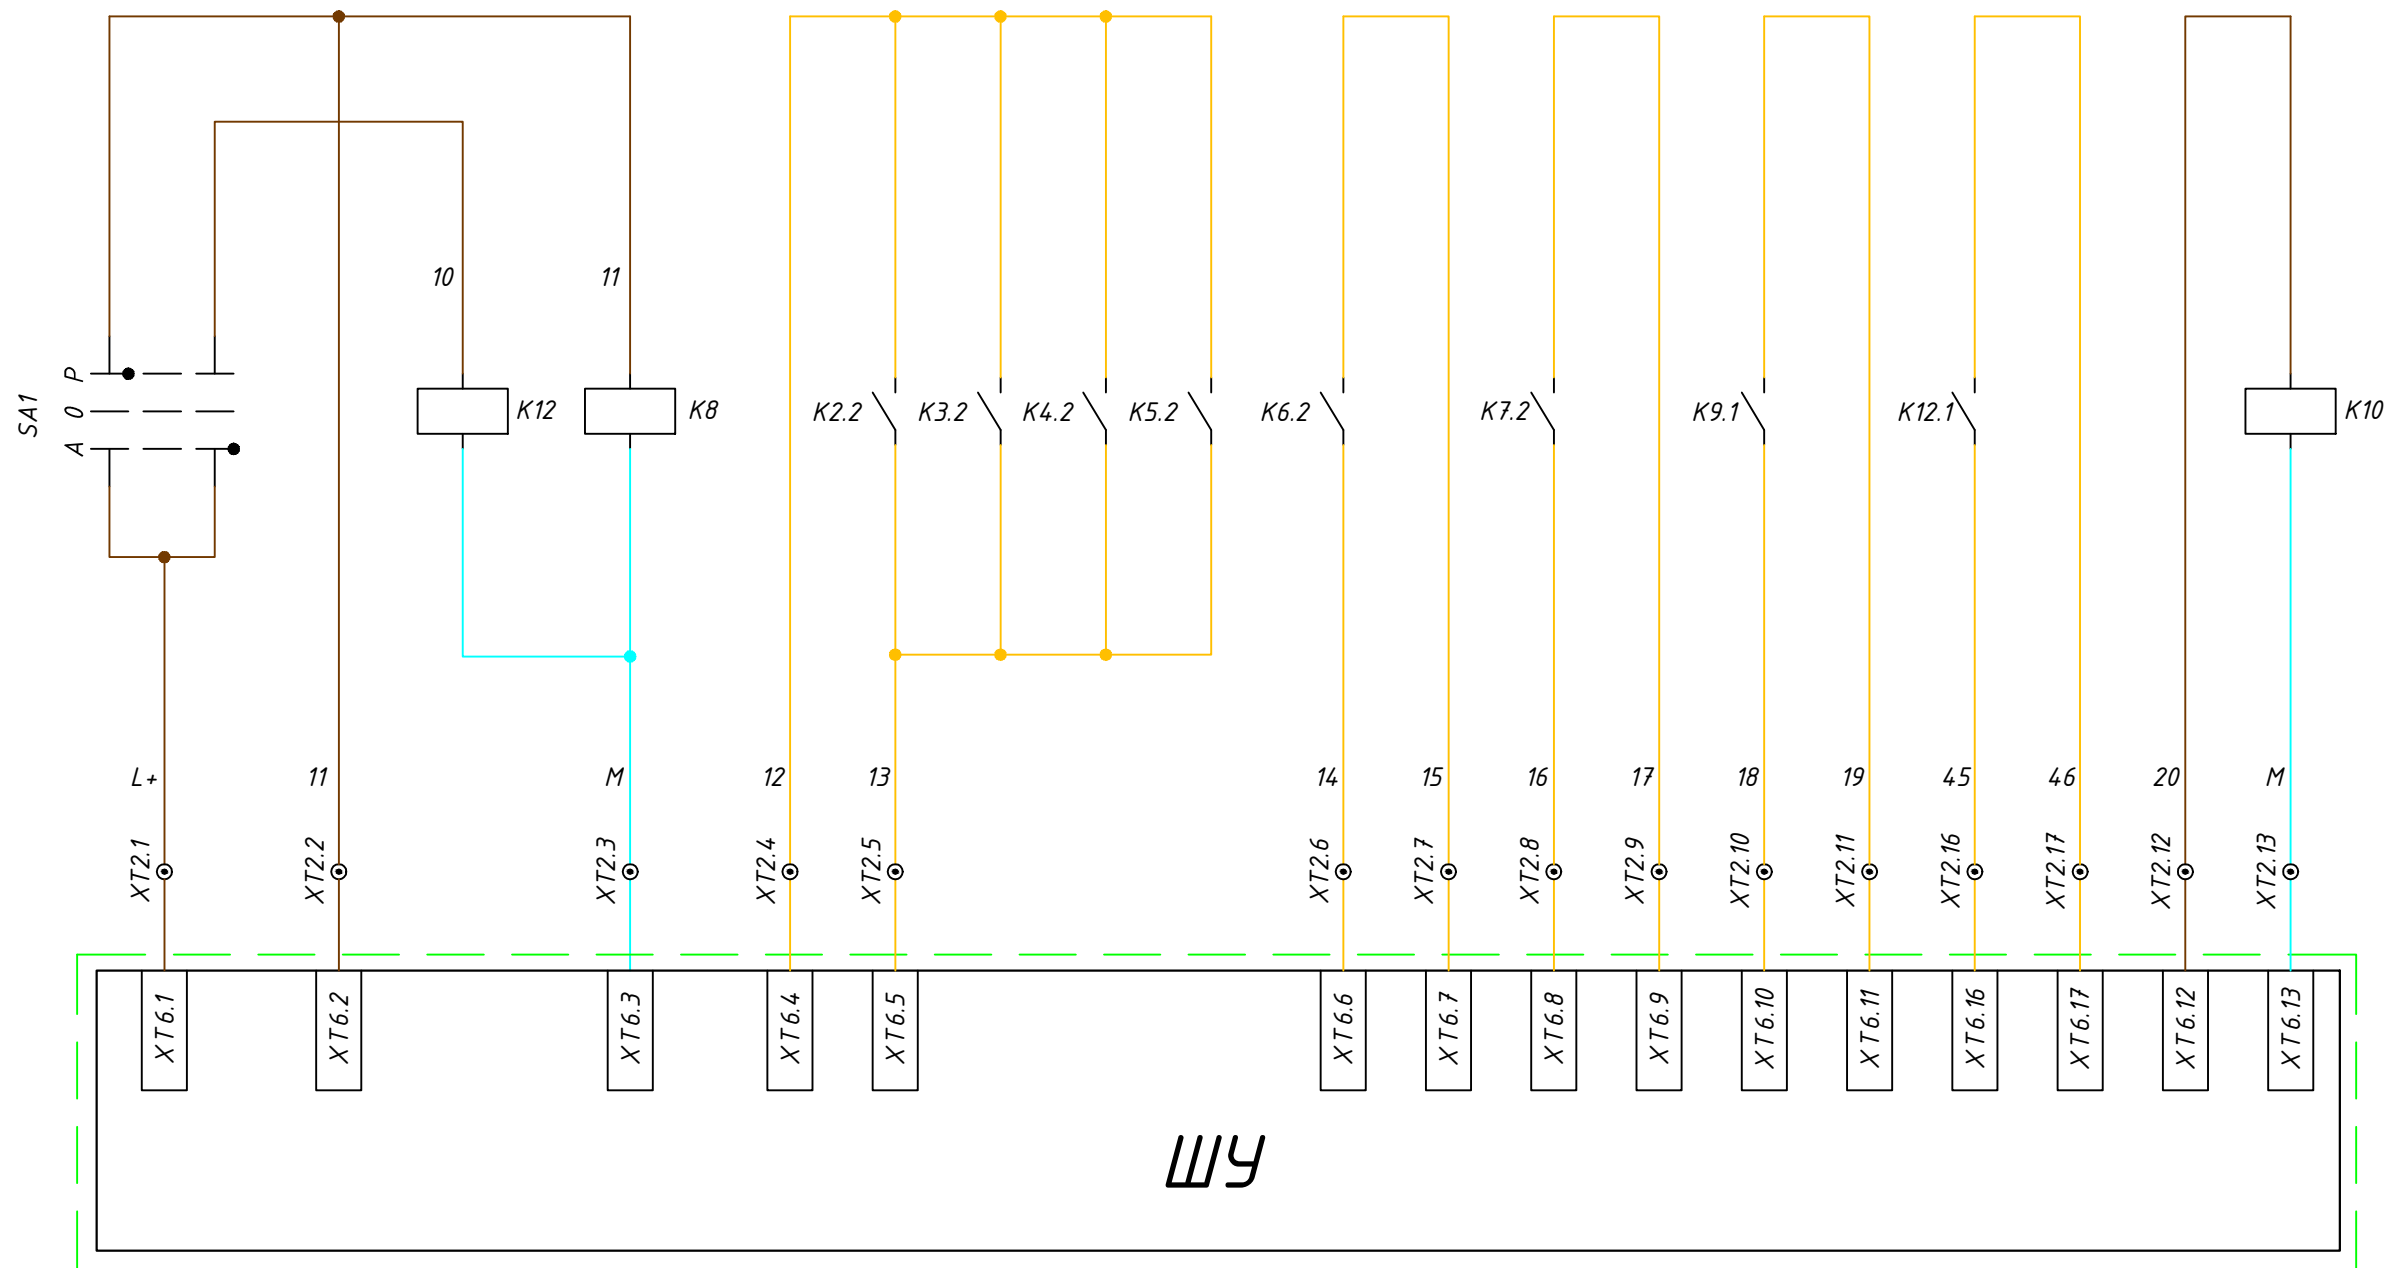 10
11
SA1
P
0
A
K12
K8
K2.2
K3.2
K4.2
K5.2
K6.2
K7.2
K9.1
K12.1
K10
L+
11
M
12
13
14
15
16
17
18
19
45
46
20
M
XT2.1
XT2.2
XT2.3
XT2.4
XT2.5
XT2.6
XT2.7
XT2.8
XT2.9
XT2.10
XT2.11
XT2.16
XT2.17
XT2.12
XT2.13
XT6.1
XT6.2
XT6.3
XT6.4
XT6.5
XT6.6
XT6.7
XT6.8
XT6.9
XT6.10
XT6.11
XT6.16
XT6.17
XT6.12
XT6.13
ШУ